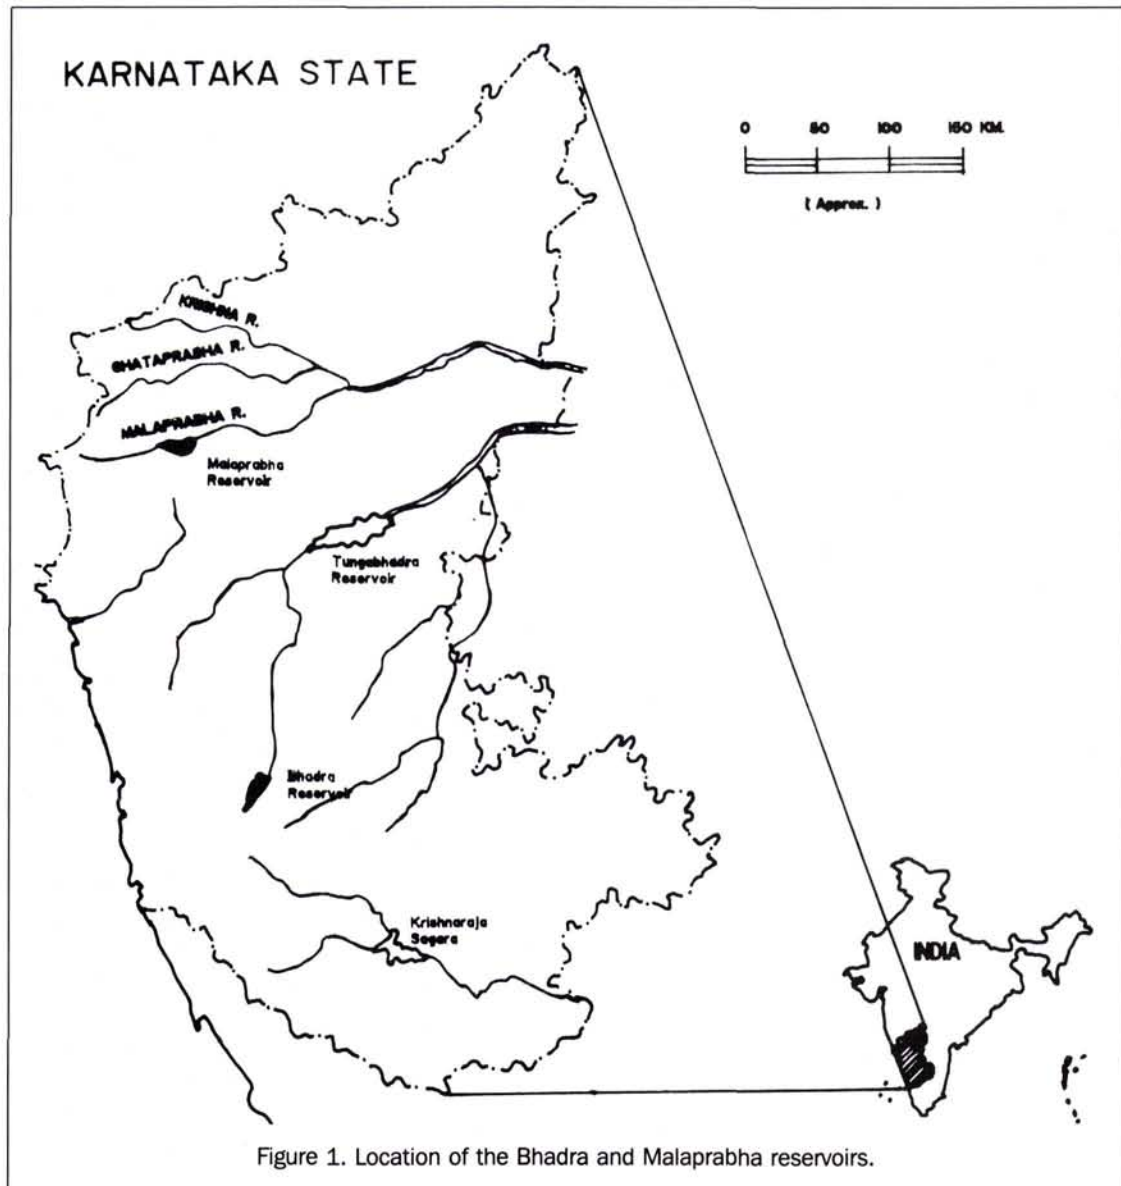 KARNATAKA STATE
0 50 100 150 KM.
( Approx. )
KRISHNA R.
GHATAPRABHA R.
MALAPRABHA R.
Malaprabha
Reservoir
Tungabhadra
Reservoir
Bhadra
Reservoir
Krishnaraja
Sagara
INDIA
Figure 1. Location of the Bhadra and Malaprabha reservoirs.